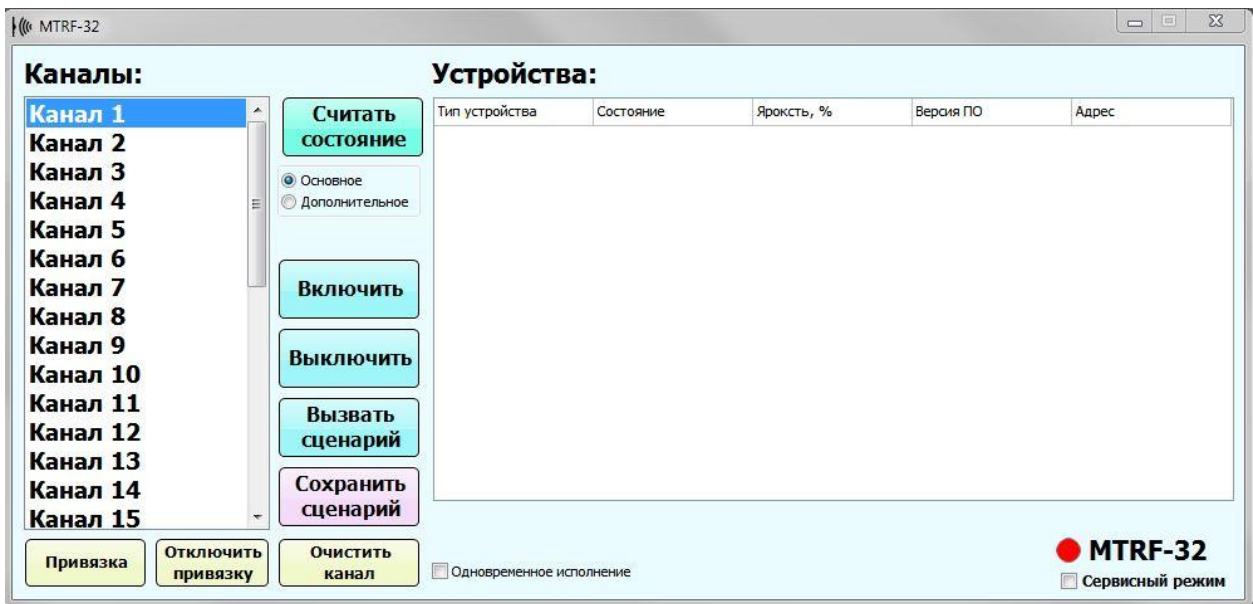 MTRF-32
Каналы:
Устройства:
Канал 1
Канал 2
Канал 3
Канал 4
Канал 5
Канал 6
Канал 7
Канал 8
Канал 9
Канал 10
Канал 11
Канал 12
Канал 13
Канал 14
Канал 15
Считать
состояние
Основное
Дополнительное
Включить
Выключить
Вызвать
сценарий
Сохранить
сценарий
Привязка
Отключить
привязку
Очистить
канал
Тип устройства Состояние Яроксть, % Версия ПО Адрес
Одновременное исполнение
MTRF-32
Сервисный режим